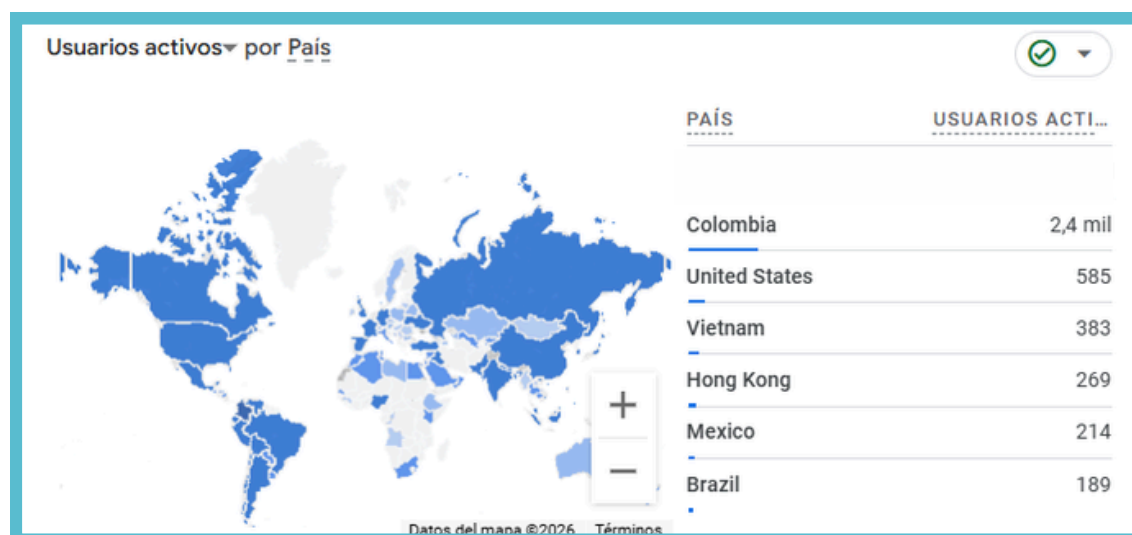 Usuarios activos por País
PAÍS USUARIOS ACTI...
Colombia 2,4 mil
United States 585
Vietnam 383
Hong Kong 269
Mexico 214
Brazil 189
+
−
Datos del mapa ©2026 Términos